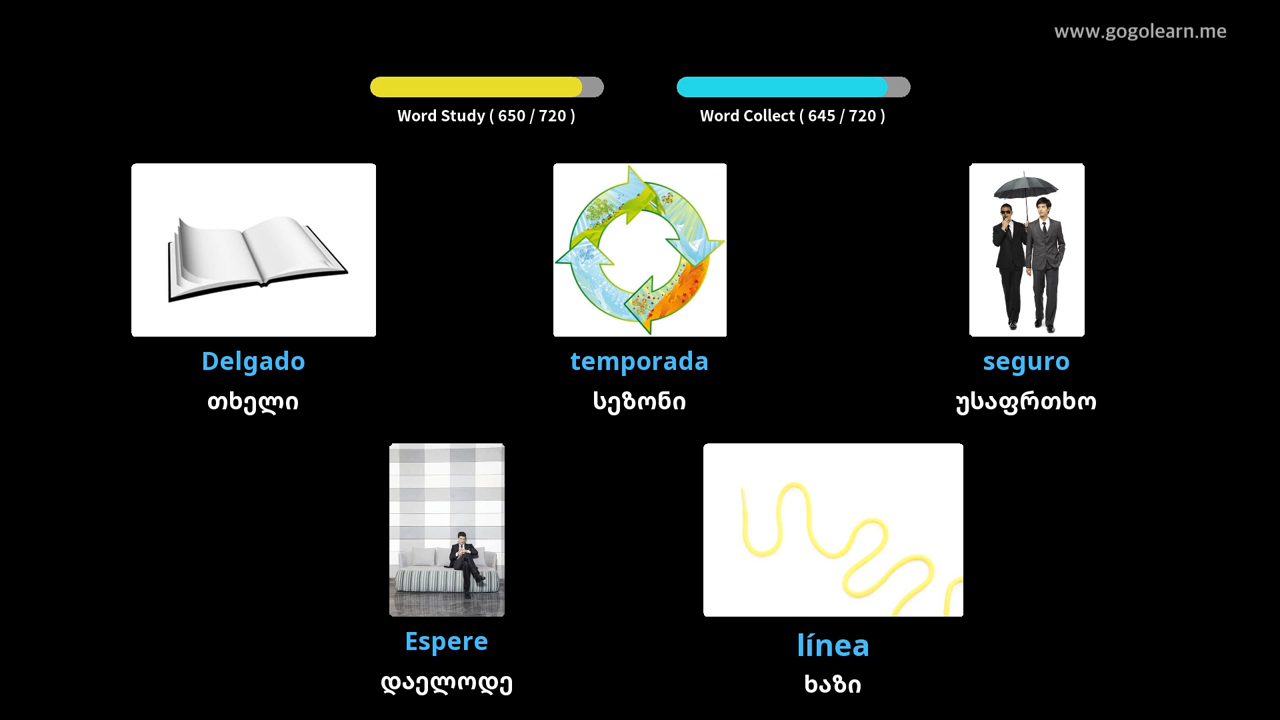 www.gogolearn.me
Word Study ( 650 / 720 )
Word Collect ( 645 / 720 )
Delgado
temporada
seguro
თხელი
სეზონი
უსაფრთხო
Espere
línea
დაელოდე
ხაზი